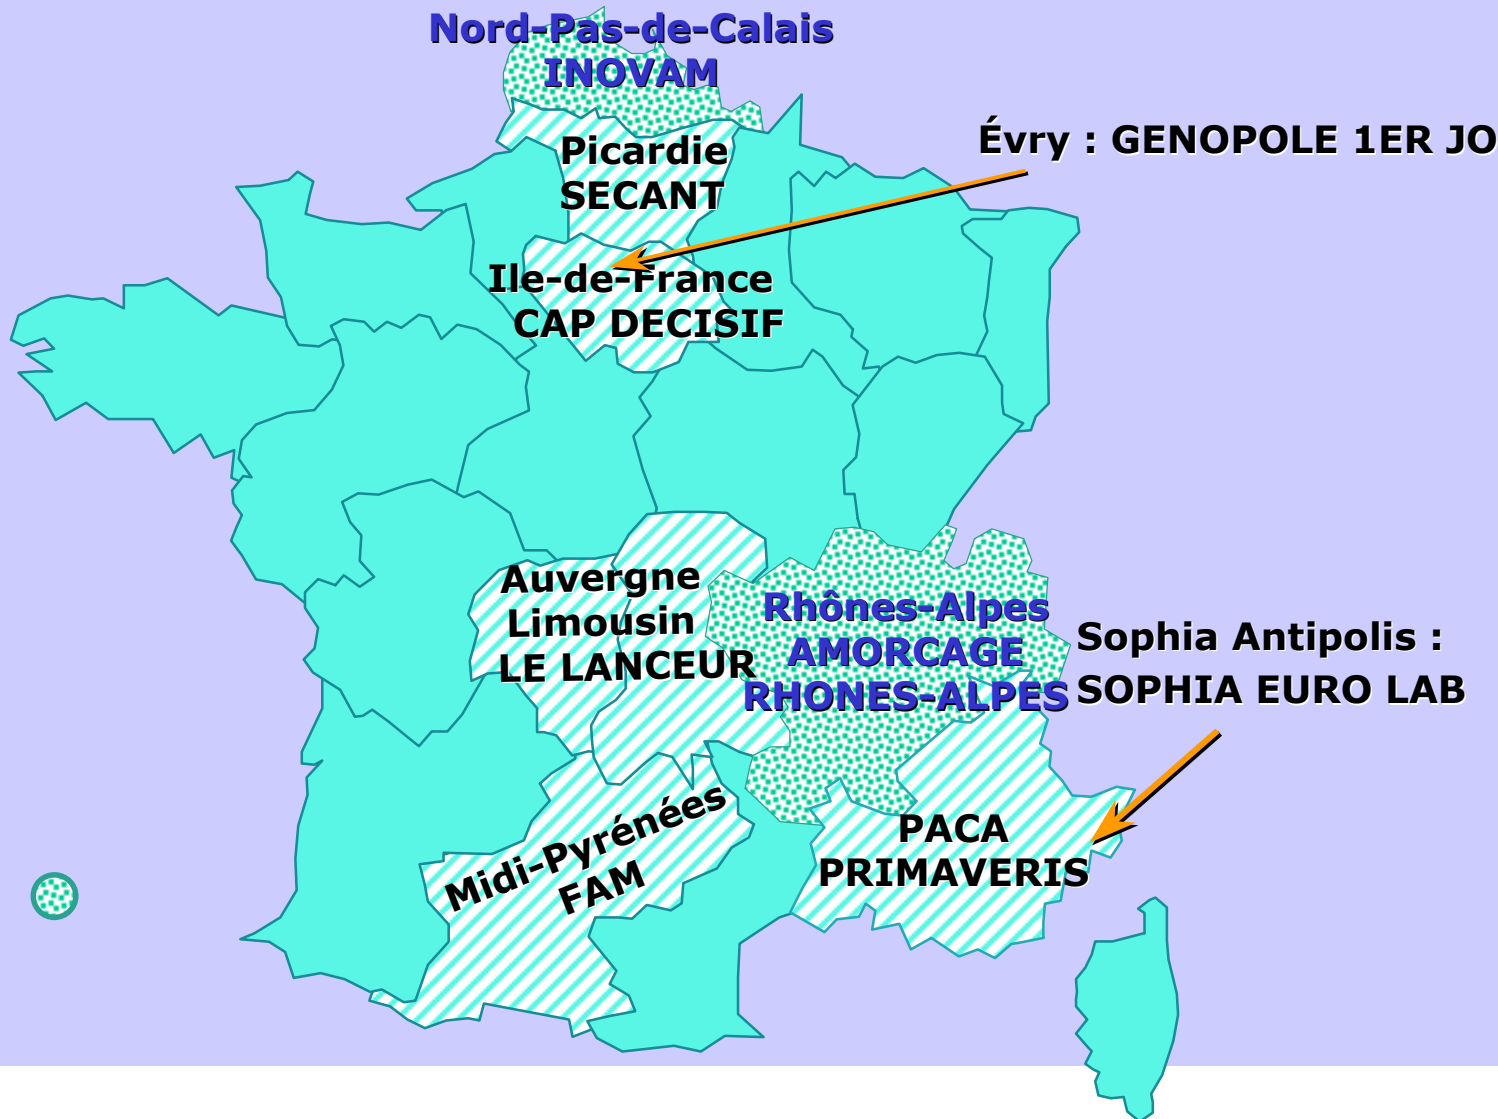 Nord-Pas-de-Calais
INOVAM
Évry : GENOPOLE 1ER JO
Picardie
SECANT
Ile-de-France
CAP DECISIF
Auvergne
Limousin
LE LANCEUR
Rhônes-Alpes
AMORCAGE
RHONES-ALPES
Sophia Antipolis :
SOPHIA EURO LAB
Midi-Pyrénées
FAM
PACA
PRIMAVERIS